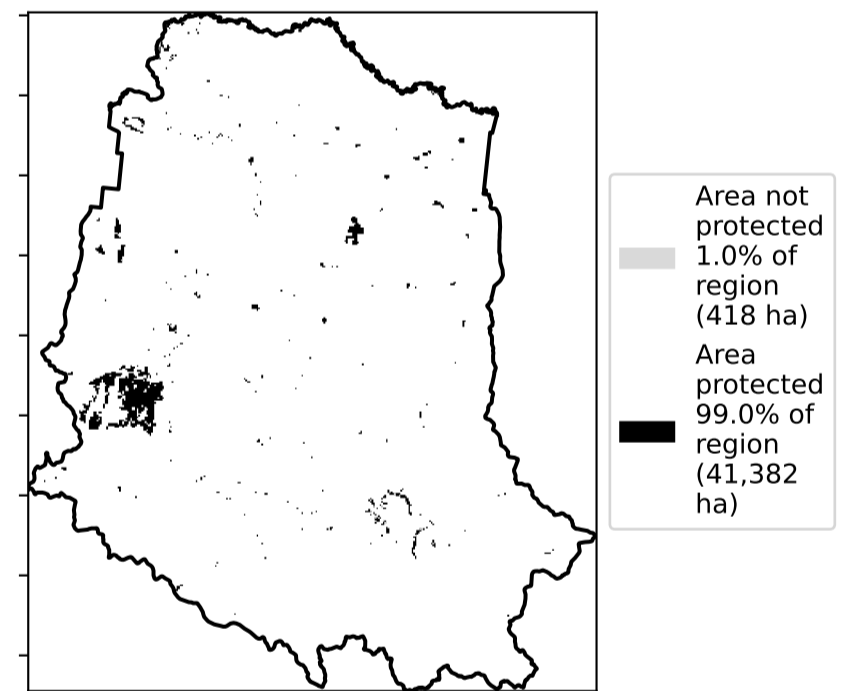 Area not
protected
1.0% of
region
(418 ha)
Area
protected
99.0% of
region
(41,382
ha)